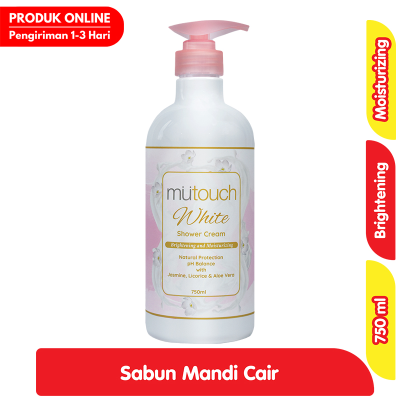 PRODUK ONLINE
Pengiriman 1-3 Hari
Moisturizing
Brightening
750 ml
mütouch
White
Shower Cream
Brightening and Moisturizing
Natural Protection
pH Balance
with
Jasmine, Licorice & Aloe Vera
750ml
Sabun Mandi Cair